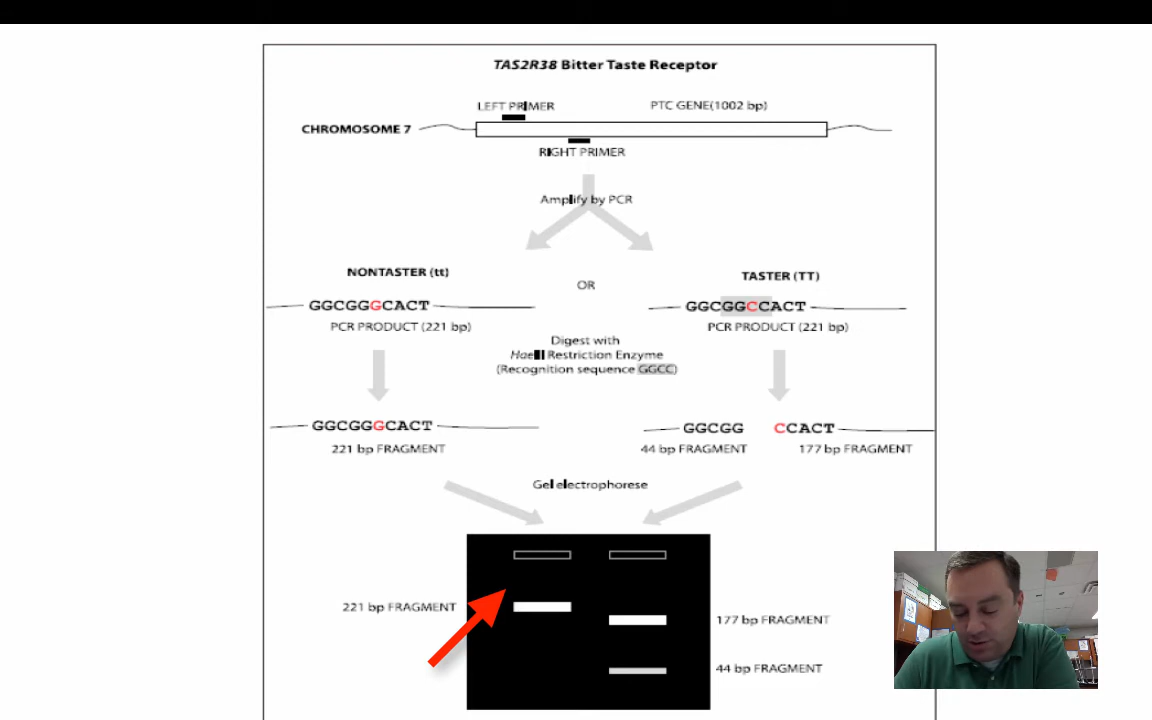 TAS2R38 Bitter Taste Receptor
LEFT PRIMER
PTC GENE(1002 bp)
CHROMOSOME 7
RIGHT PRIMER
Amplify by PCR
NONTASTER (tt)
TASTER (TT)
OR
GGCGGGCACT
GGCGGCCACT
PCR PRODUCT (221 bp)
PCR PRODUCT (221 bp)
Digest with
HaeIII Restriction Enzyme
(Recognition sequence GGCC)
GGCGGGCACT
GGCGG
CCACT
221 bp FRAGMENT
44 bp FRAGMENT
177 bp FRAGMENT
Gel electrophorese
221 bp FRAGMENT
177 bp FRAGMENT
44 bp FRAGMENT